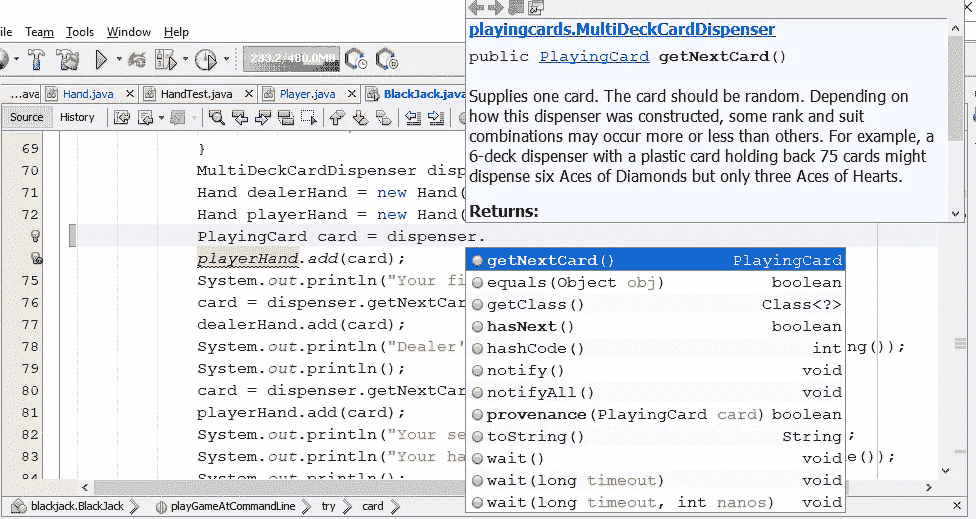 ile Team Tools Window Help
233.2/480.0MB
...ava Hand.java HandTest.java Player.java BlackJack.java
Source History
playingcards.MultiDeckCardDispenser
public PlayingCard getNextCard()
Supplies one card. The card should be random. Depending on
how this dispenser was constructed, some rank and suit
combinations may occur more or less than others. For example, a
6-deck dispenser with a plastic card holding back 75 cards might
dispense six Aces of Diamonds but only three Aces of Hearts.
Returns:
69 }
70 MultiDeckCardDispenser disp
71 Hand dealerHand = new Hand(
72 Hand playerHand = new Hand(
PlayingCard card = dispenser.
playerHand.add(card);
75 System.out.println("Your fi
76 card = dispenser.getNextCar
77 dealerHand.add(card);
78 System.out.println("Dealer' ng());
79 System.out.println();
80 card = dispenser.getNextCar
81 playerHand.add(card);
82 System.out.println("Your se ;
83 System.out.println("Your ha e());
84 System.out.println()
getNextCard() PlayingCard
equals(Object obj) boolean
getClass() Class<?>
hasNext() boolean
hashCode() int
notify() void
notifyAll() void
provenance(PlayingCard card) boolean
toString() String
wait() void
wait(long timeout) void
wait(long timeout, int nanos) void
blackjack.BlackJack playGameAtCommandLine try card